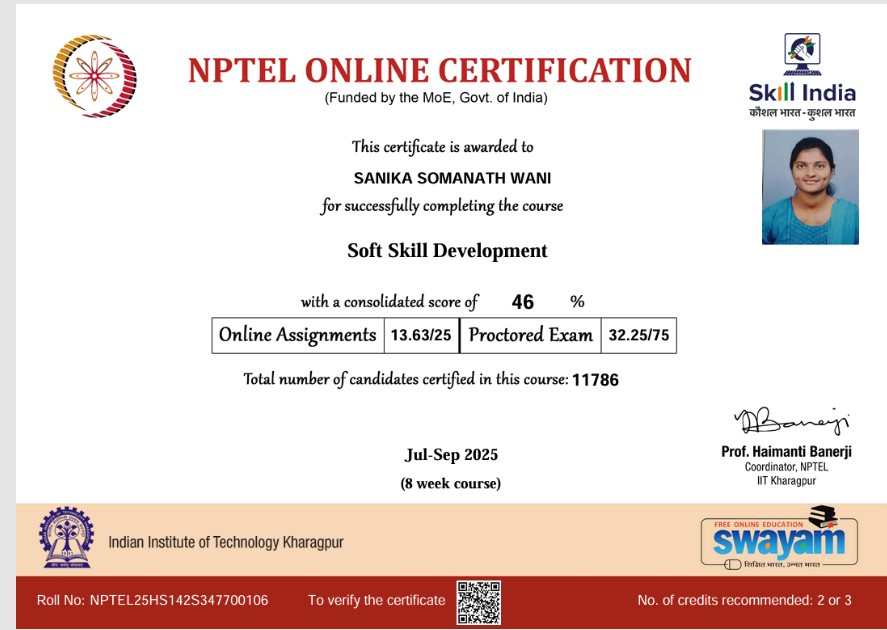 NPTEL ONLINE CERTIFICATION
(Funded by the MoE, Govt. of India)
Skill India
कौशल भारत - कुशल भारत
This certificate is awarded to
SANIKA SOMANATH WANI
for successfully completing the course
Soft Skill Development
with a consolidated score of 46 %
Online Assignments 13.63/25 Proctored Exam 32.25/75
Total number of candidates certified in this course: 11786
Jul-Sep 2025
(8 week course)
Prof. Haimanti Banerji
Coordinator, NPTEL
IIT Kharagpur
Indian Institute of Technology Kharagpur
FREE ONLINE EDUCATION
swayam
शिक्षित भारत, उन्नत भारत
Roll No: NPTEL25HS142S347700106 To verify the certificate No. of credits recommended: 2 or 3